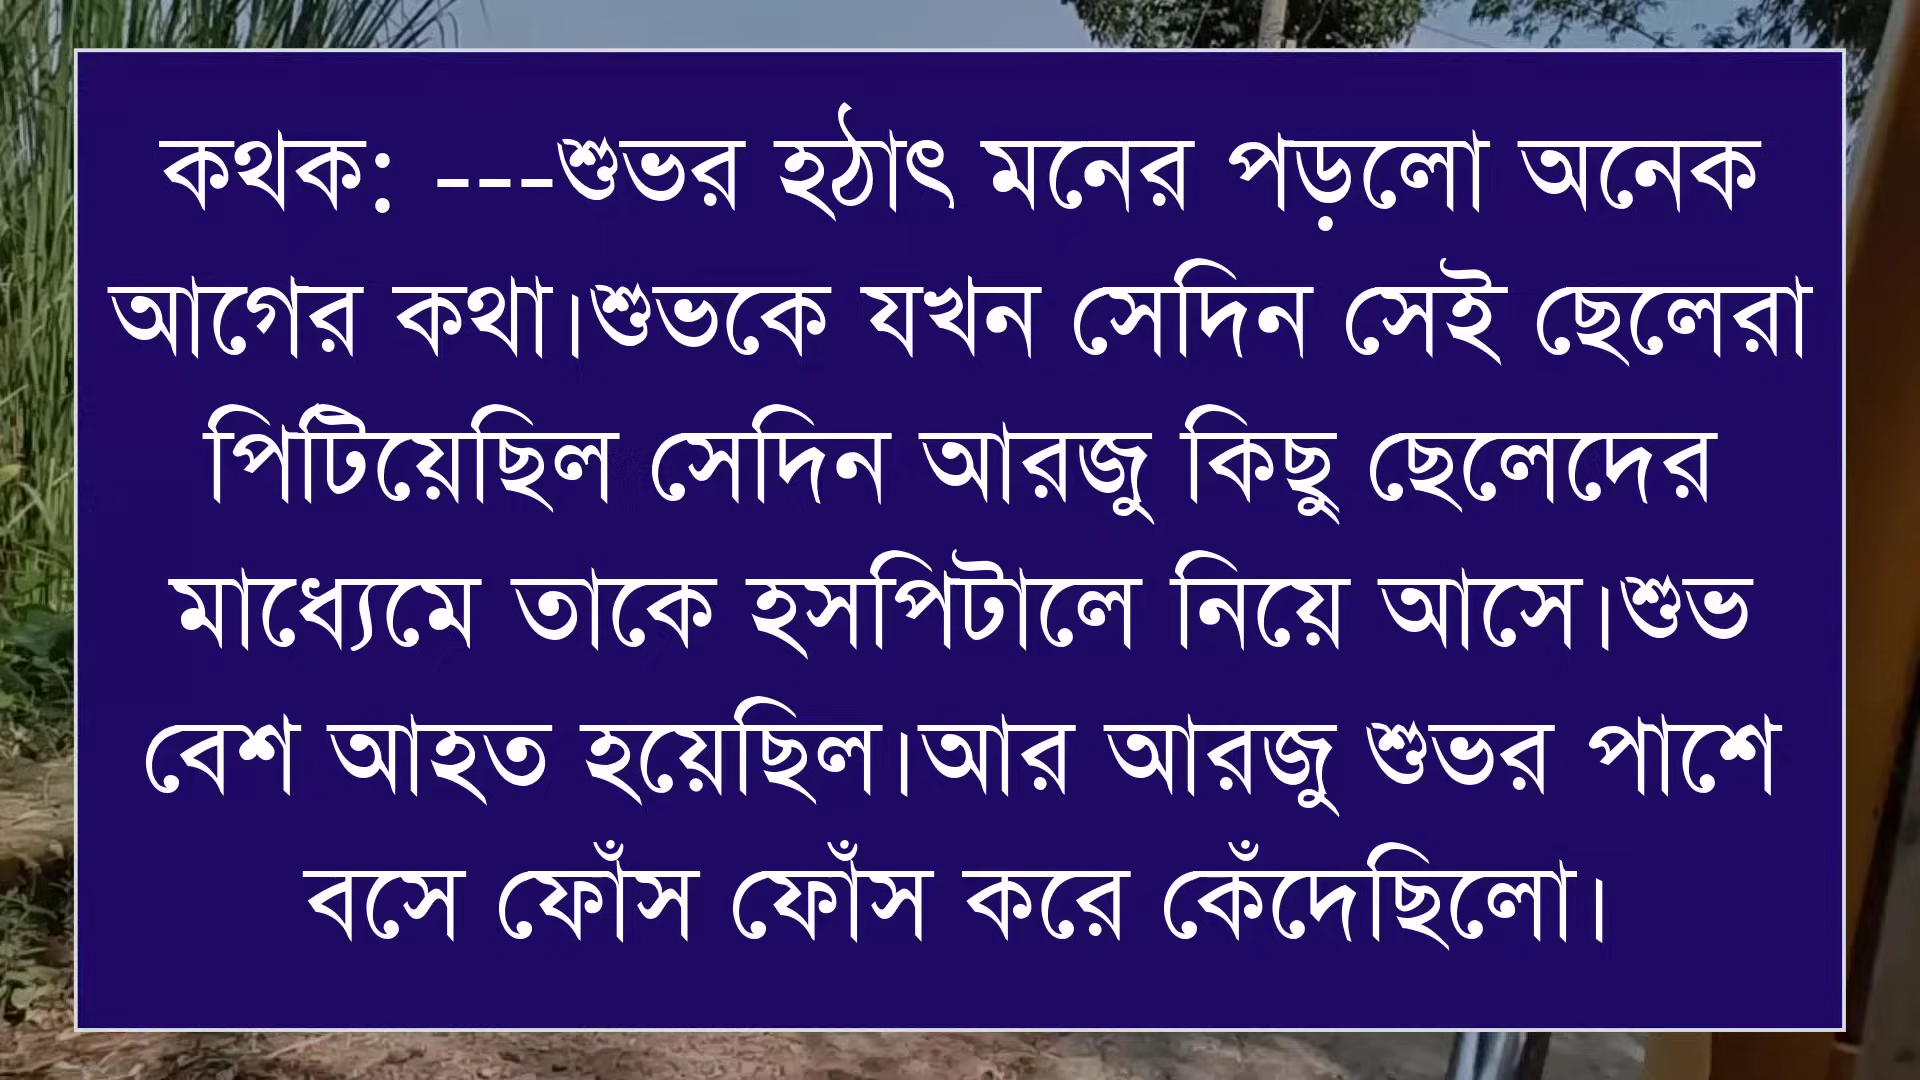 কথক: ---শুভর হঠাৎ মনের পড়লো অনেক
আগের কথা।শুভকে যখন সেদিন সেই ছেলেরা
পিটিয়েছিল সেদিন আরজু কিছু ছেলেদের
মাধ্যেমে তাকে হসপিটালে নিয়ে আসে।শুভ
বেশ আহত হয়েছিল।আর আরজু শুভর পাশে
বসে ফোঁস ফোঁস করে কেঁদেছিলো।